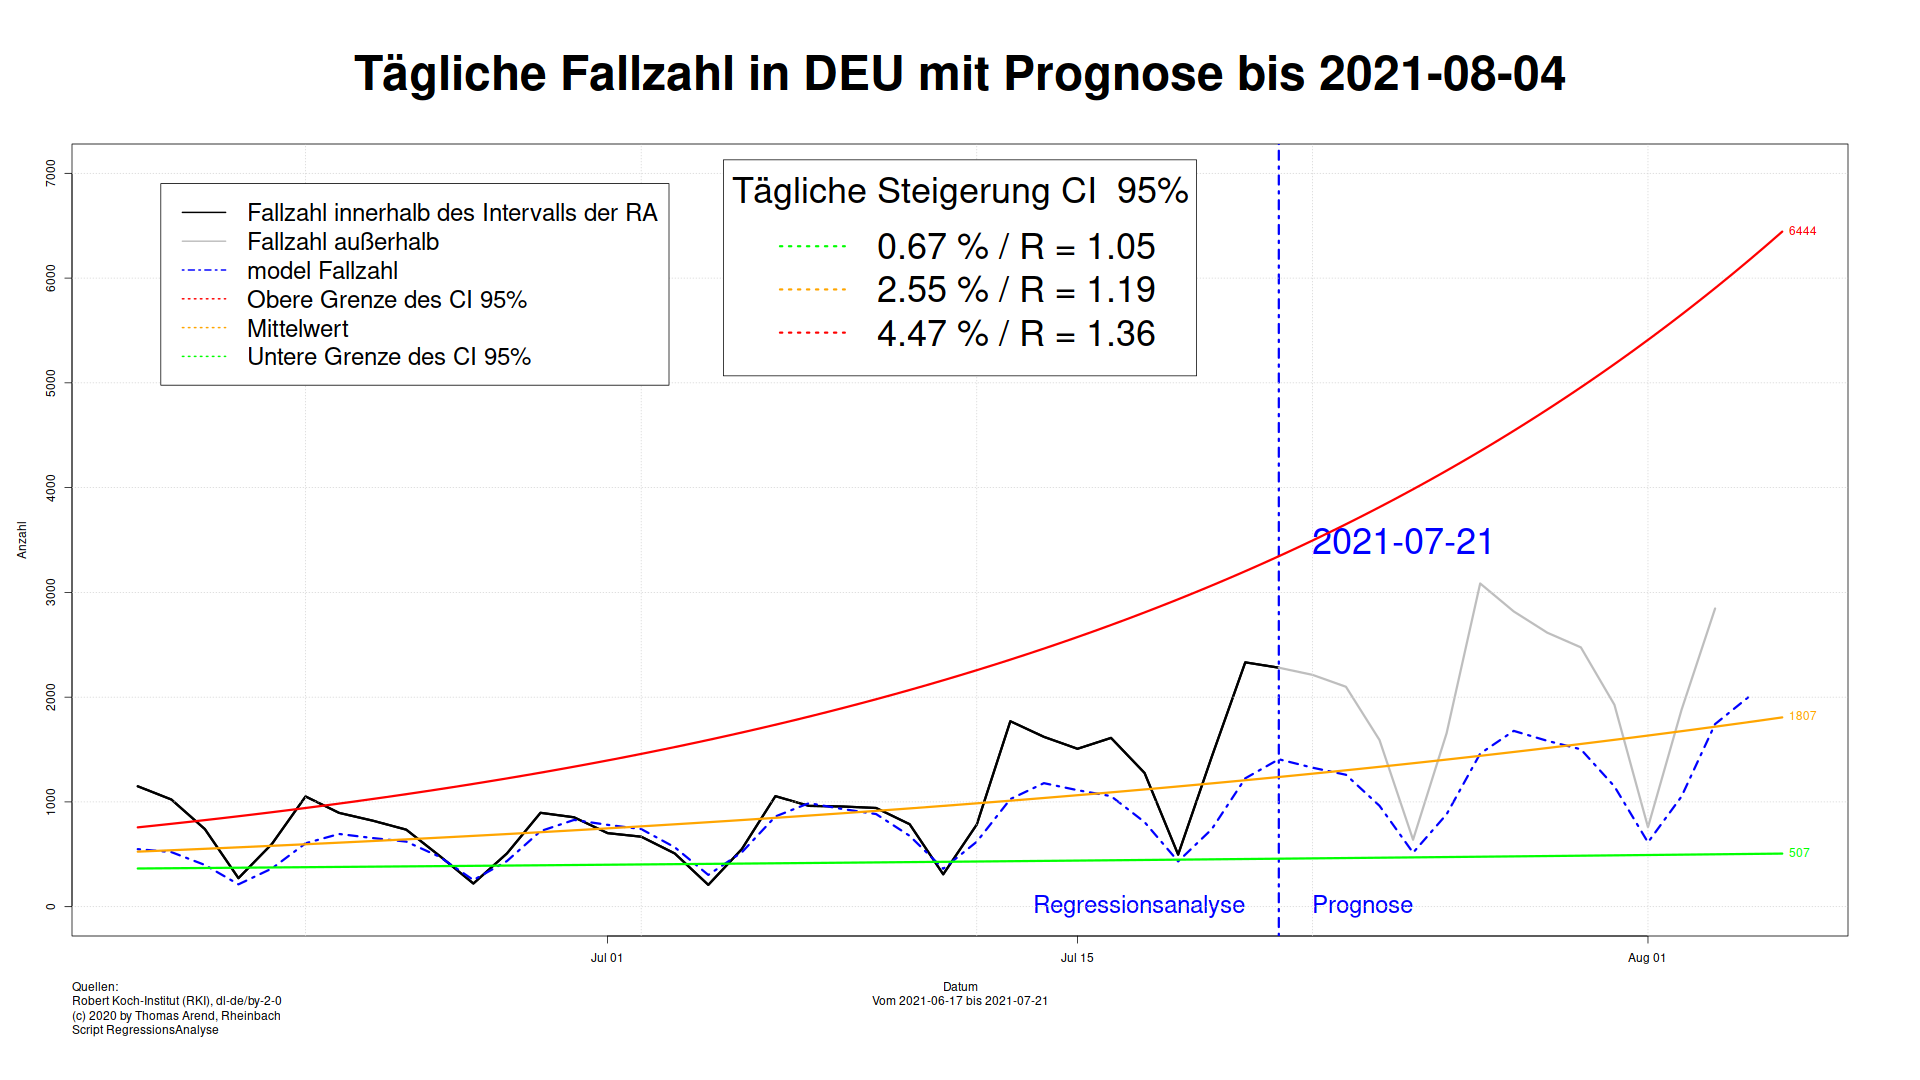 Tägliche Fallzahl in DEU mit Prognose bis 2021-08-04
Fallzahl innerhalb des Intervalls der RA
Fallzahl außerhalb
model Fallzahl
Obere Grenze des CI 95%
Mittelwert
Untere Grenze des CI 95%
Tägliche Steigerung CI  95%
0.67 % / R = 1.05
2.55 % / R = 1.19
4.47 % / R = 1.36
7000
6000
5000
4000
3000
2000
1000
0
Anzahl
6444
2021-07-21
1807
507
Regressionsanalyse
Prognose
Jul 01
Jul 15
Aug 01
Datum
Vom 2021-06-17 bis 2021-07-21
Quellen:
Robert Koch-Institut (RKI), dl-de/by-2-0
(c) 2020 by Thomas Arend, Rheinbach
Script RegressionsAnalyse